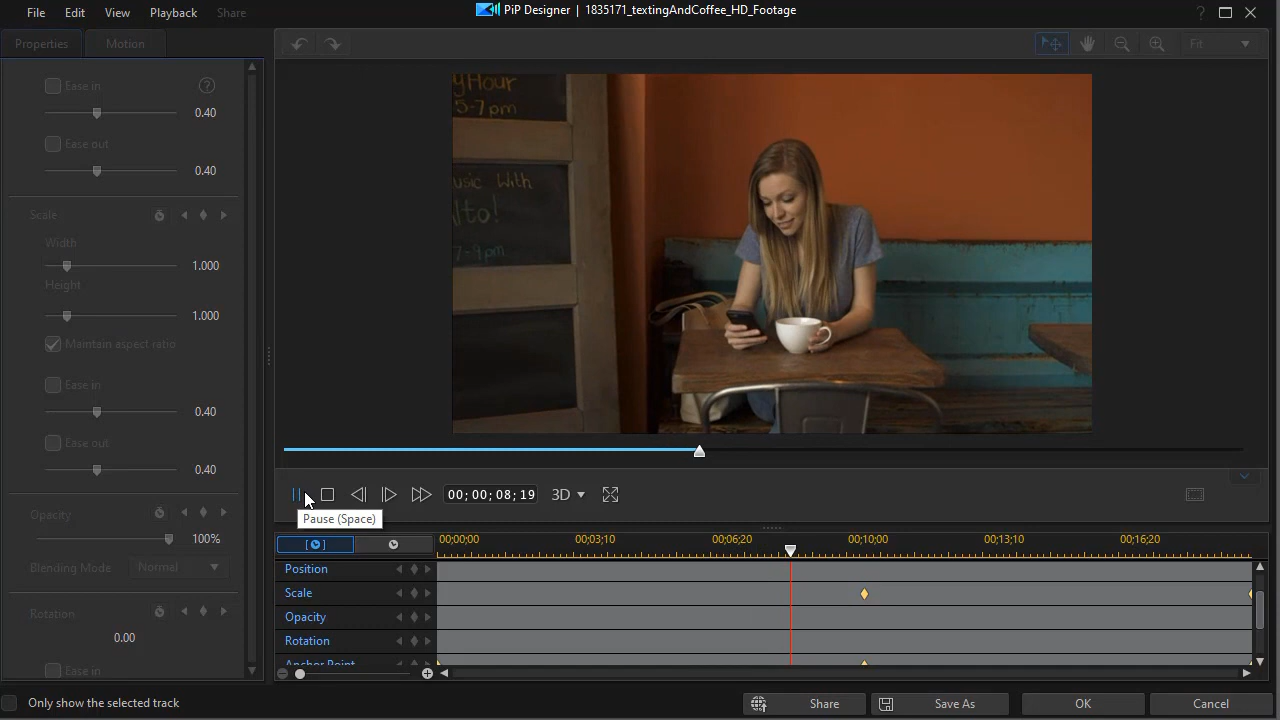 File Edit View Playback Share
PiP Designer | 1835171_textingAndCoffee_HD_Footage
?
Properties Motion
Fit
Ease in ?
0.40
Ease out
0.40
Scale
Width
1.000
Height
1.000
Maintain aspect ratio
Ease in
0.40
Ease out
0.40
Opacity
100%
Blending Mode Normal
Rotation
0.00
Ease in
yHour
5-7 pm
usic With
lto!
7-9pm
00;00;08;19
3D
Pause (Space)
00;00;00 00;03;10 00;06;20 00;10;00 00;13;10 00;16;20
Position
Scale
Opacity
Rotation
Anchor Point
Only show the selected track
Share
Save As
OK
Cancel